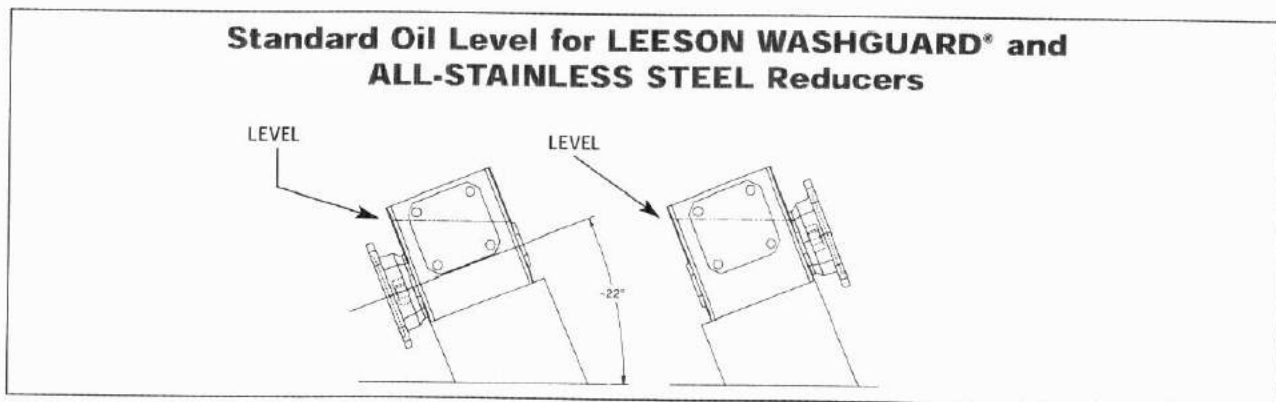 Standard Oil Level for LEESON WASHGUARD® and
ALL-STAINLESS STEEL Reducers
LEVEL
LEVEL
~22°